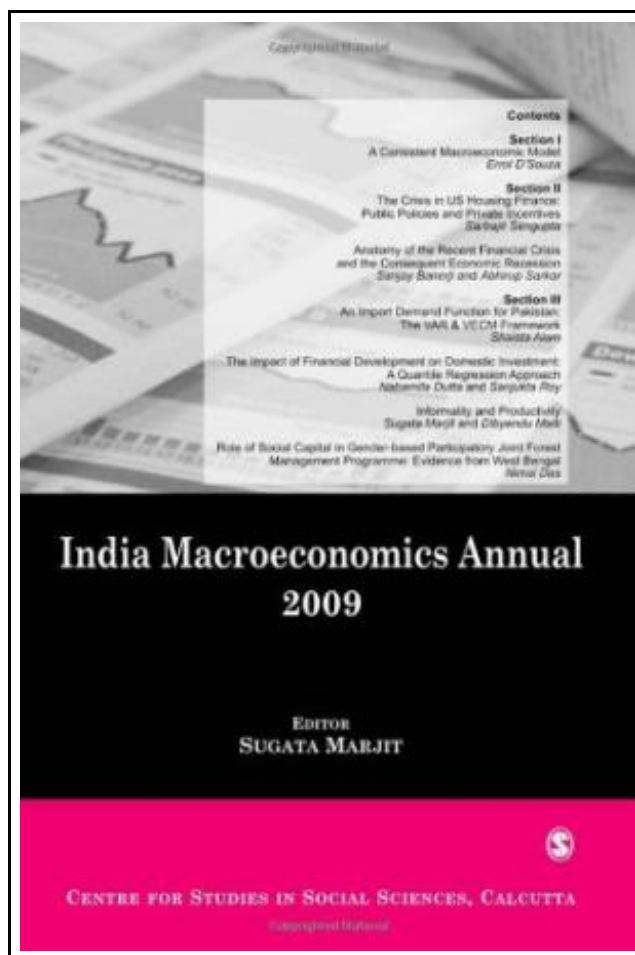 Copyrighted Material
Contents
Section I
A Consistent Macroeconomic Model
Errol D'Souza
Section II
The Crisis in US Housing Finance:
Public Policies and Private Incentives
Sarbajit Sengupta
Anatomy of the Recent Financial Crisis
and the Consequent Economic Recession
Sanjay Banerji and Abhirup Sarkar
Section III
An Import Demand Function for Pakistan:
The VAR & VECM Framework
Shaista Alam
The Impact of Financial Development on Domestic Investment:
A Quantile Regression Approach
Nabamita Dutta and Sanjukta Roy
Informality and Productivity
Sugata Marjit and Dibyendu Maiti
Role of Social Capital in Gender-based Participatory Joint Forest
Management Programme: Evidence from West Bengal
Nimai Das
India Macroeconomics Annual
2009
EDITOR
SUGATA MARJIT
S
CENTRE FOR STUDIES IN SOCIAL SCIENCES, CALCUTTA
Copyrighted Material